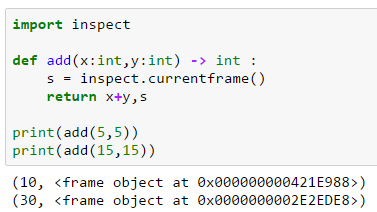 import inspect
def add(x:int,y:int) -> int :
    s = inspect.currentframe()
    return x+y,s
print(add(5,5))
print(add(15,15))
(10, <frame object at 0x000000000421E988>)
(30, <frame object at 0x0000000002E2EDE8>)